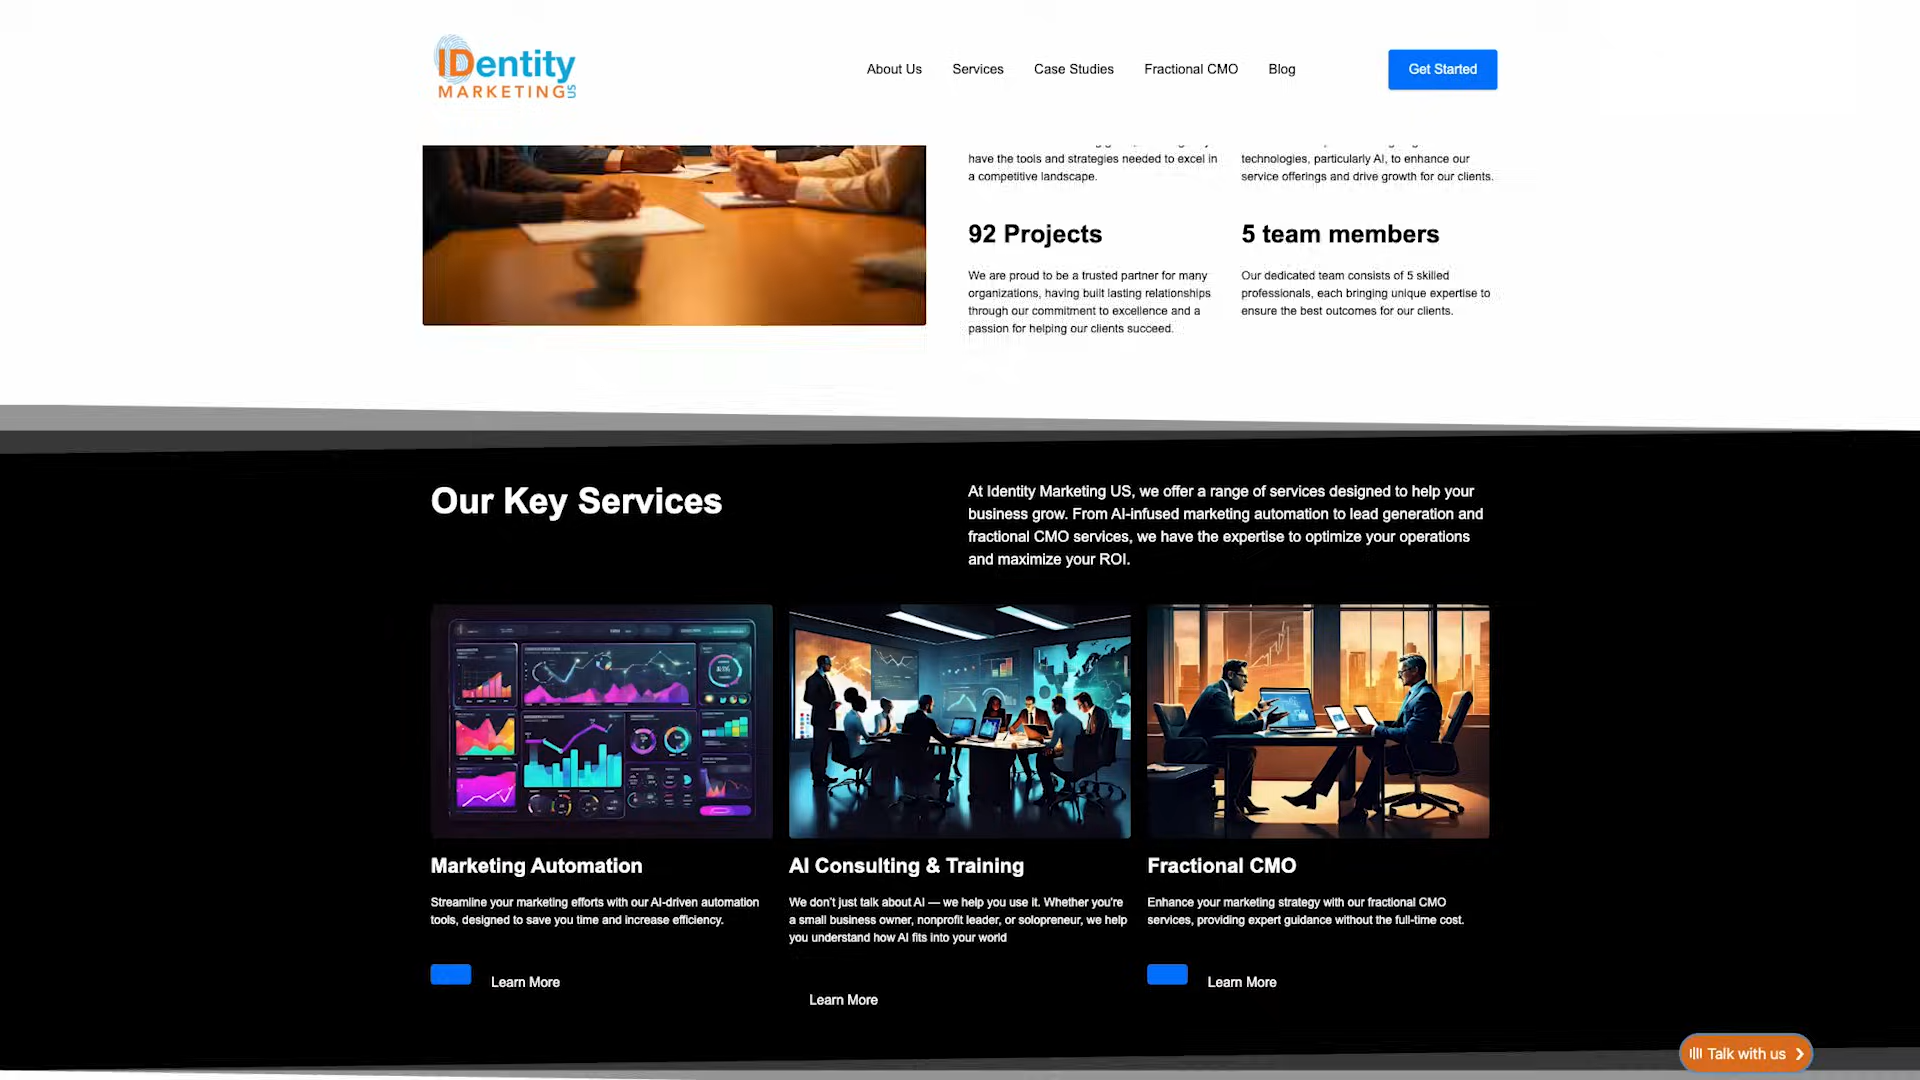 IDentity
MARKETING US
About Us
Services
Case Studies
Fractional CMO
Blog
Get Started
have the tools and strategies needed to excel in
a competitive landscape.
technologies, particularly AI, to enhance our
service offerings and drive growth for our clients.
92 Projects
We are proud to be a trusted partner for many
organizations, having built lasting relationships
through our commitment to excellence and a
passion for helping our clients succeed.
5 team members
Our dedicated team consists of 5 skilled
professionals, each bringing unique expertise to
ensure the best outcomes for our clients.
Our Key Services
At Identity Marketing US, we offer a range of services designed to help your
business grow. From AI-infused marketing automation to lead generation and
fractional CMO services, we have the expertise to optimize your operations
and maximize your ROI.
Marketing Automation
Streamline your marketing efforts with our AI-driven automation
tools, designed to save you time and increase efficiency.
Learn More
AI Consulting & Training
We don't just talk about AI — we help you use it. Whether you're
a small business owner, nonprofit leader, or solopreneur, we help
you understand how AI fits into your world
Learn More
Fractional CMO
Enhance your marketing strategy with our fractional CMO
services, providing expert guidance without the full-time cost.
Learn More
Talk with us